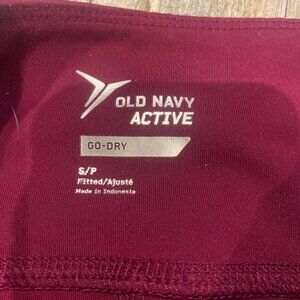 OLD NAVY
ACTIVE
GO-DRY
S/P
Fitted/Ajusté
Made in Indonesia